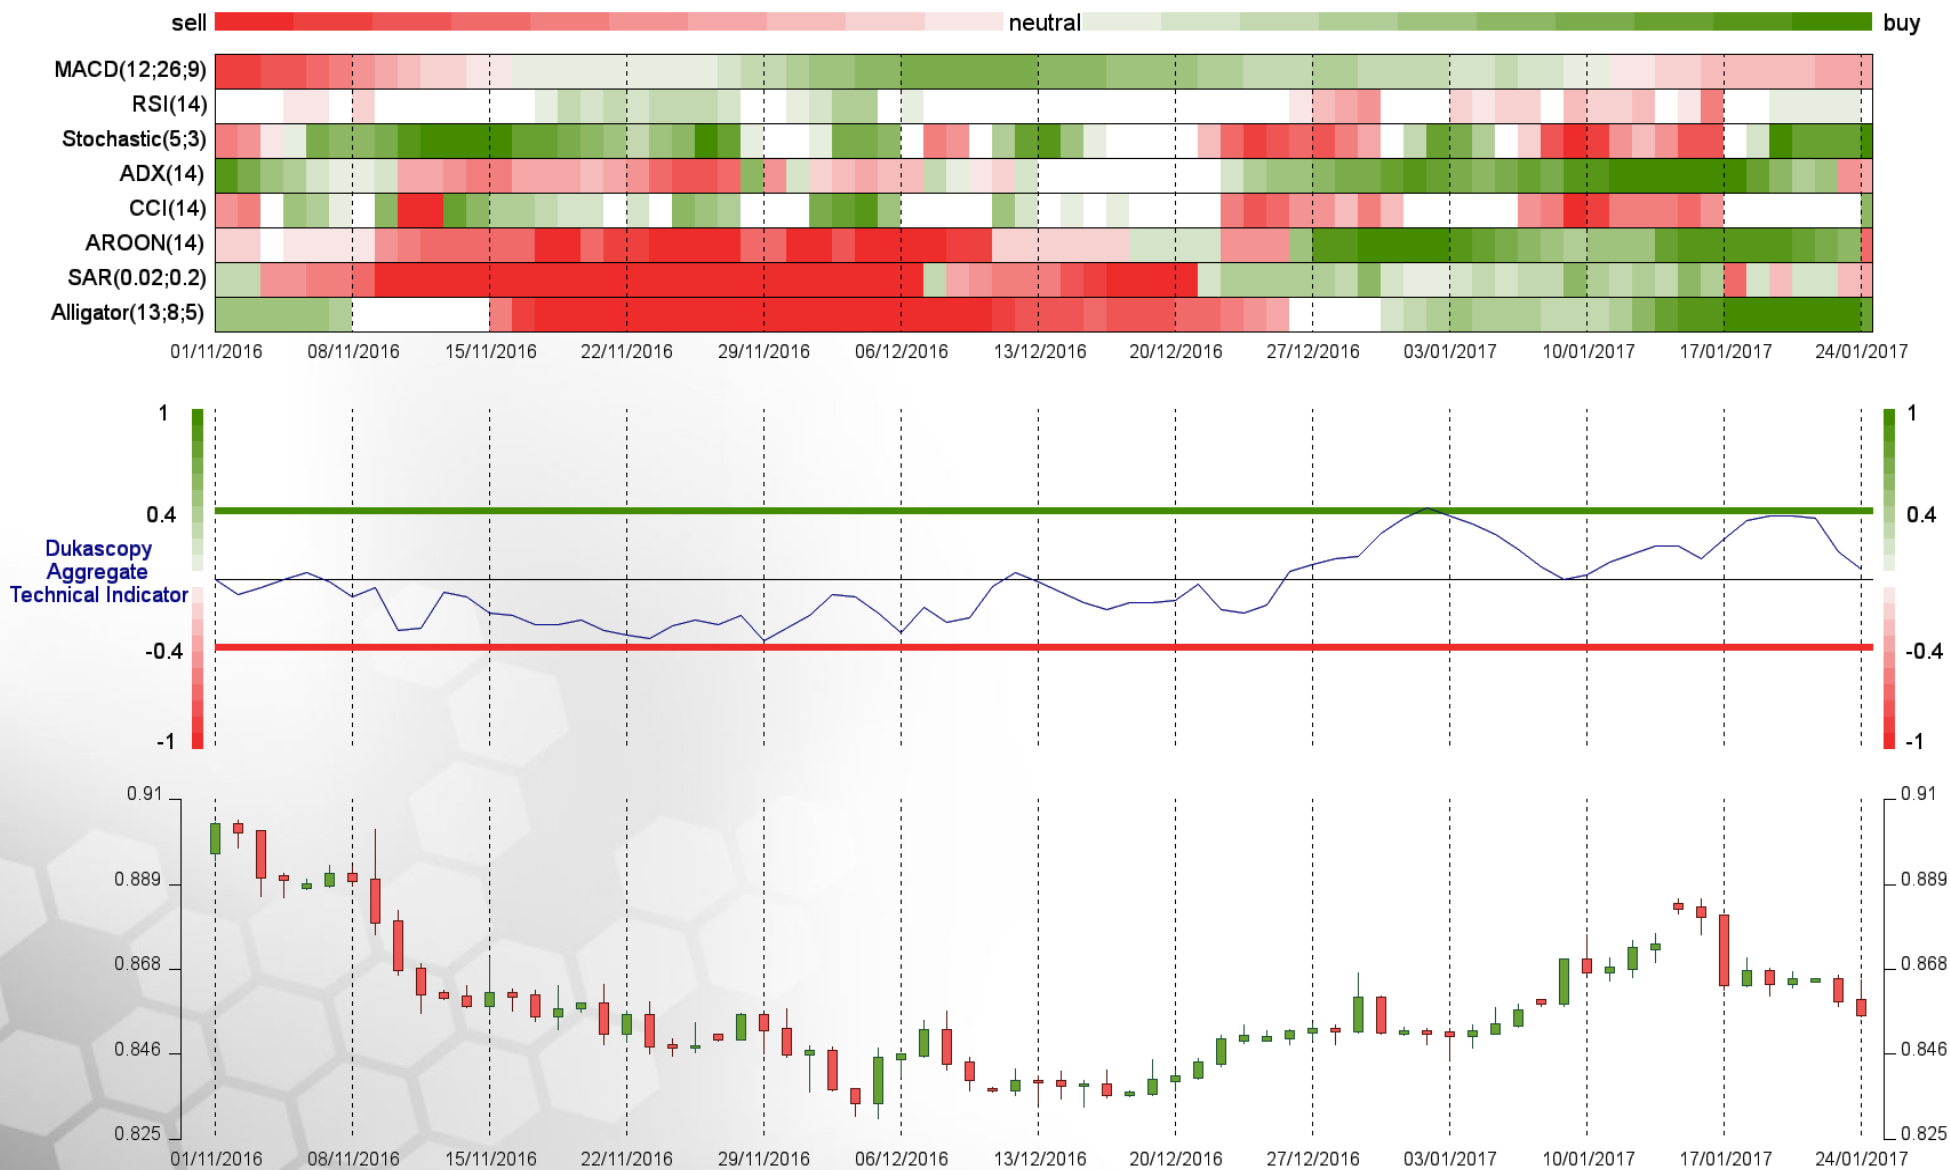 sell neutral buy
MACD(12;26;9)
RSI(14)
Stochastic(5;3)
ADX(14)
CCI(14)
AROON(14)
SAR(0.02;0.2)
Alligator(13;8;5)
01/11/2016 08/11/2016 15/11/2016 22/11/2016 29/11/2016 06/12/2016 13/12/2016 20/12/2016 27/12/2016 03/01/2017 10/01/2017 17/01/2017 24/01/2017
1 1
0.4 0.4
Dukascopy
Aggregate
Technical Indicator
-0.4 -0.4
-1 -1
0.91 0.91
0.889 0.889
0.868 0.868
0.846 0.846
0.825 0.825
01/11/2016 08/11/2016 15/11/2016 22/11/2016 29/11/2016 06/12/2016 13/12/2016 20/12/2016 27/12/2016 03/01/2017 10/01/2017 17/01/2017 24/01/2017